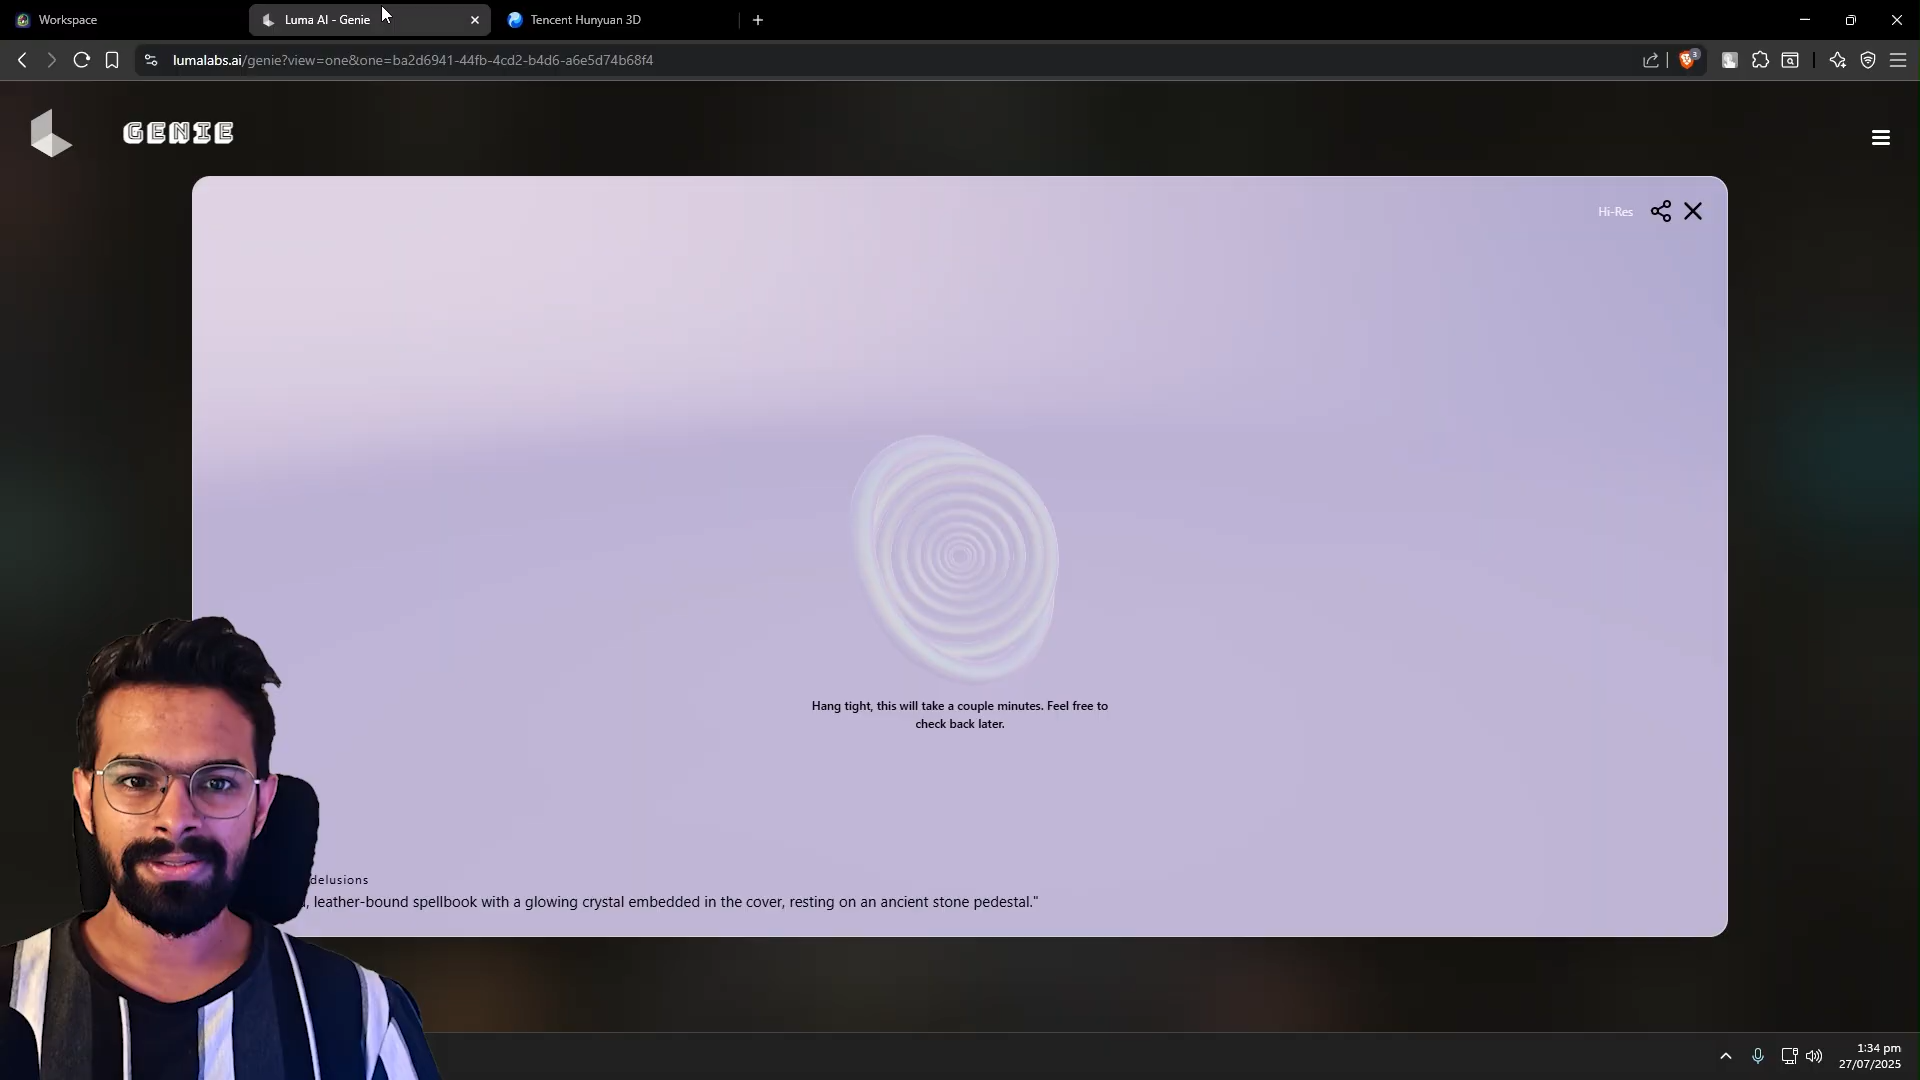 Workspace
Luma AI - Genie
Tencent Hunyuan 3D
lumalabs.ai/genie?view=one&one=ba2d6941-44fb-4cd2-b4d6-a6e5d74b68f4
3
GENIE
Hi-Res
Hang tight, this will take a couple minutes. Feel free to
check back later.
delusions
, leather-bound spellbook with a glowing crystal embedded in the cover, resting on an ancient stone pedestal."
1:34 pm
27/07/2025